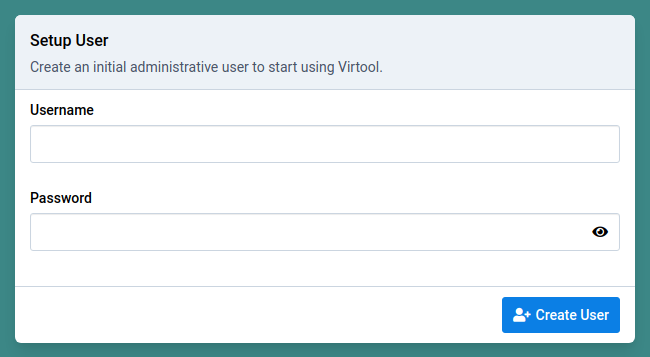 Setup User
Create an initial administrative user to start using Virtool.
Username
Password
Create User